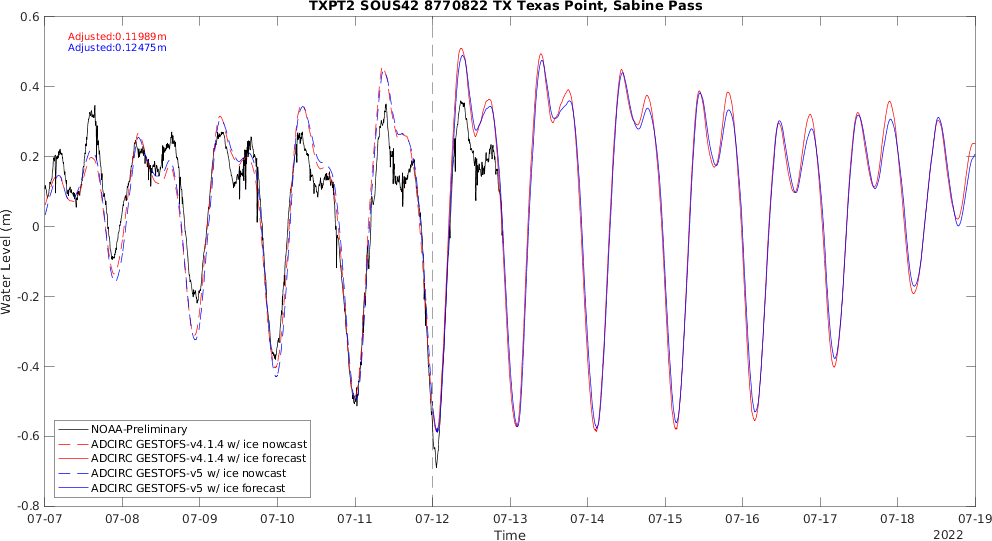 TXPT2 SOUS42 8770822 TX Texas Point, Sabine Pass
Adjusted:0.11989m
Adjusted:0.12475m
0.6
0.4
0.2
0
-0.2
-0.4
-0.6
-0.8
Water Level (m)
NOAA-Preliminary
ADCIRC GESTOFS-v4.1.4 w/ ice nowcast
ADCIRC GESTOFS-v4.1.4 w/ ice forecast
ADCIRC GESTOFS-v5 w/ ice nowcast
ADCIRC GESTOFS-v5 w/ ice forecast
07-07 07-08 07-09 07-10 07-11 07-12 07-13 07-14 07-15 07-16 07-17 07-18 07-19
Time
2022